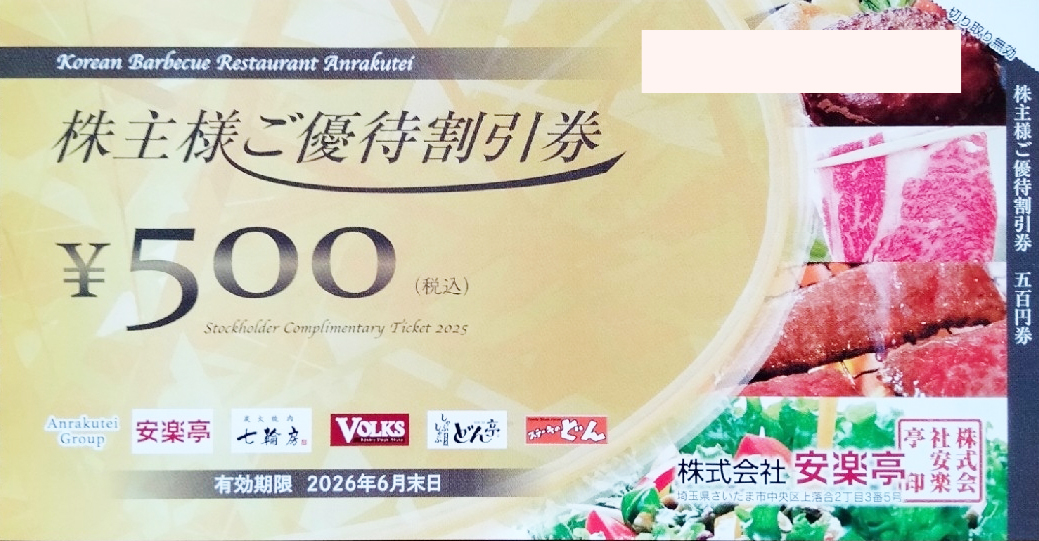 切り取り無効
Korean Barbecue Restaurant Anrakutei
株主様ご優待割引券
¥500(税込)
Stockholder Complimentary Ticket 2025
Anrakutei
Group
安楽亭
七輪房
VOLKS
どん亭
ステーキのどん
有効期限 2026年6月末日
株式会社 安楽亭
埼玉県さいたま市中央区上落合2丁目3番5号
株式会
社安楽
亭印
株主様ご優待割引券 五百円券